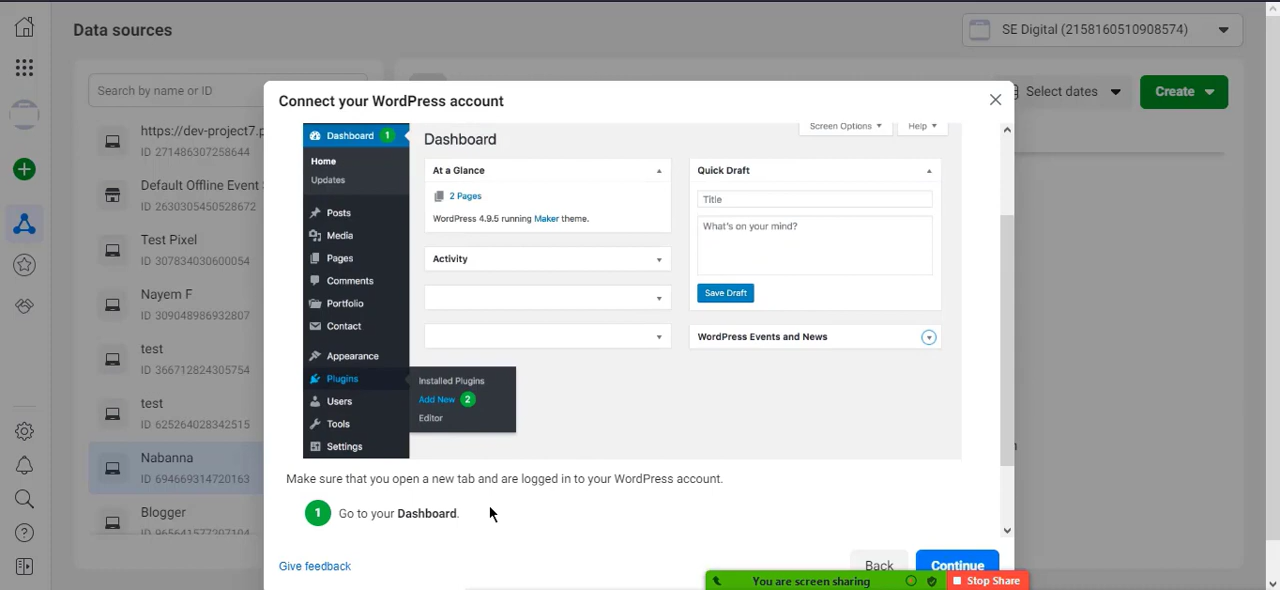 Data sources
SE Digital (2158160510908574)
Search by name or ID
Select dates
Create
https://dev-project7.p
ID 271486307258644
Default Offline Event S
ID 2630305450528672
Test Pixel
ID 307834030600054
Nayem F
ID 309048986932807
test
ID 366712824305754
test
ID 625264028342515
Nabanna
ID 694669314720163
Blogger
ID 965641577297104
Connect your WordPress account
Dashboard 1
Home
Updates
Posts
Media
Pages
Comments
Portfolio
Contact
Appearance
Plugins
Users
Tools
Settings
Installed Plugins
Add New 2
Editor
Dashboard
Screen Options
Help
At a Glance
2 Pages
WordPress 4.9.5 running Maker theme.
Activity
Quick Draft
Title
What's on your mind?
Save Draft
WordPress Events and News
Make sure that you open a new tab and are logged in to your WordPress account.
1 Go to your Dashboard.
Give feedback
Back
Continue
You are screen sharing
Stop Share